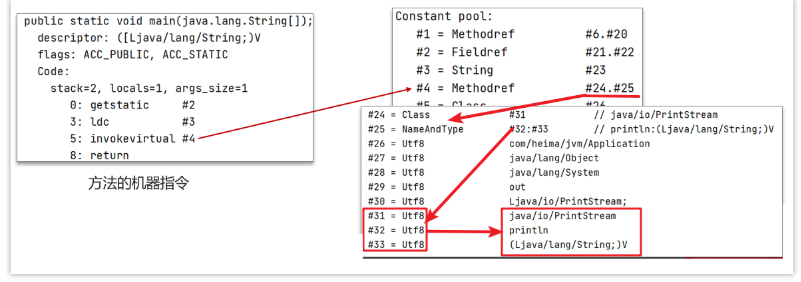 public static void main(java.lang.String[]);
descriptor: ([Ljava/lang/String;)V
flags: ACC_PUBLIC, ACC_STATIC
Code:
stack=2, locals=1, args_size=1
0: getstatic #2
3: ldc #3
5: invokevirtual #4
8: return
方法的机器指令
Constant pool:
#1 = Methodref #6.#20
#2 = Fieldref #21.#22
#3 = String #23
#4 = Methodref #24.#25
#5 = Class #26
#24 = Class #31 // java/io/PrintStream
#25 = NameAndType #32:#33 // println:(Ljava/lang/String;)V
#26 = Utf8 com/heima/jvm/Application
#27 = Utf8 java/lang/Object
#28 = Utf8 java/lang/System
#29 = Utf8 out
#30 = Utf8 Ljava/io/PrintStream;
#31 = Utf8 java/io/PrintStream
#32 = Utf8 println
#33 = Utf8 (Ljava/lang/String;)V